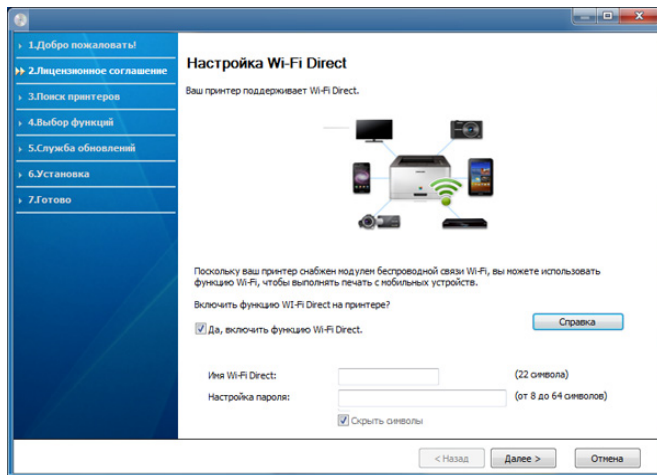 1.Добро пожаловать!
2.Лицензионное соглашение
3.Поиск принтеров
4.Выбор функций
5.Служба обновлений
6.Установка
7.Готово
Настройка Wi-Fi Direct
Ваш принтер поддерживает Wi-Fi Direct.
Поскольку ваш принтер снабжен модулем беспроводной связи Wi-Fi, вы можете использовать
функцию Wi-Fi, чтобы выполнять печать с мобильных устройств.
Включить функцию WI-Fi Direct на принтере?
Да, включить функцию Wi-Fi Direct.
Справка
Имя Wi-Fi Direct:
(22 символа)
Настройка пароля:
(от 8 до 64 символов)
Скрыть символы
< Назад
Далее >
Отмена